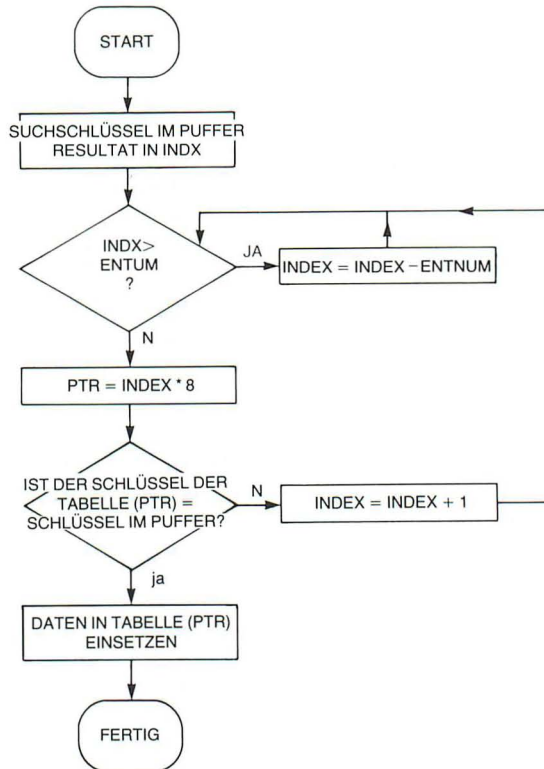 START
SUCHSCHLÜSSEL IM PUFFER
RESULTAT IN INDX
INDX>
ENTUM
?
JA
INDEX = INDEX – ENTNUM
N
PTR = INDEX * 8
IST DER SCHLÜSSEL DER
TABELLE (PTR) =
SCHLÜSSEL IM PUFFER?
N
INDEX = INDEX + 1
ja
DATEN IN TABELLE (PTR)
EINSETZEN
FERTIG